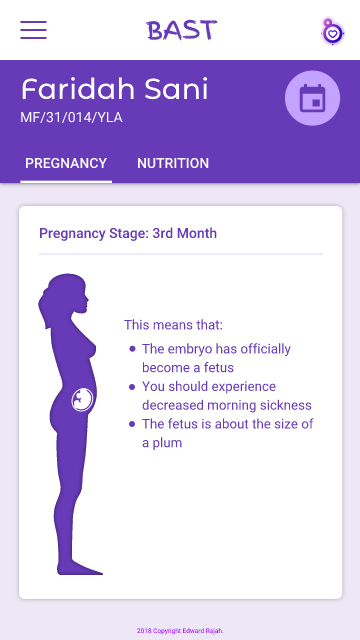 BAST
Faridah Sani
MF/31/014/YLA
PREGNANCY NUTRITION
Pregnancy Stage: 3rd Month
This means that:
• The embryo has officially
become a fetus
• You should experience
decreased morning sickness
• The fetus is about the size of
a plum
2018 Copyright Edward Rajah.